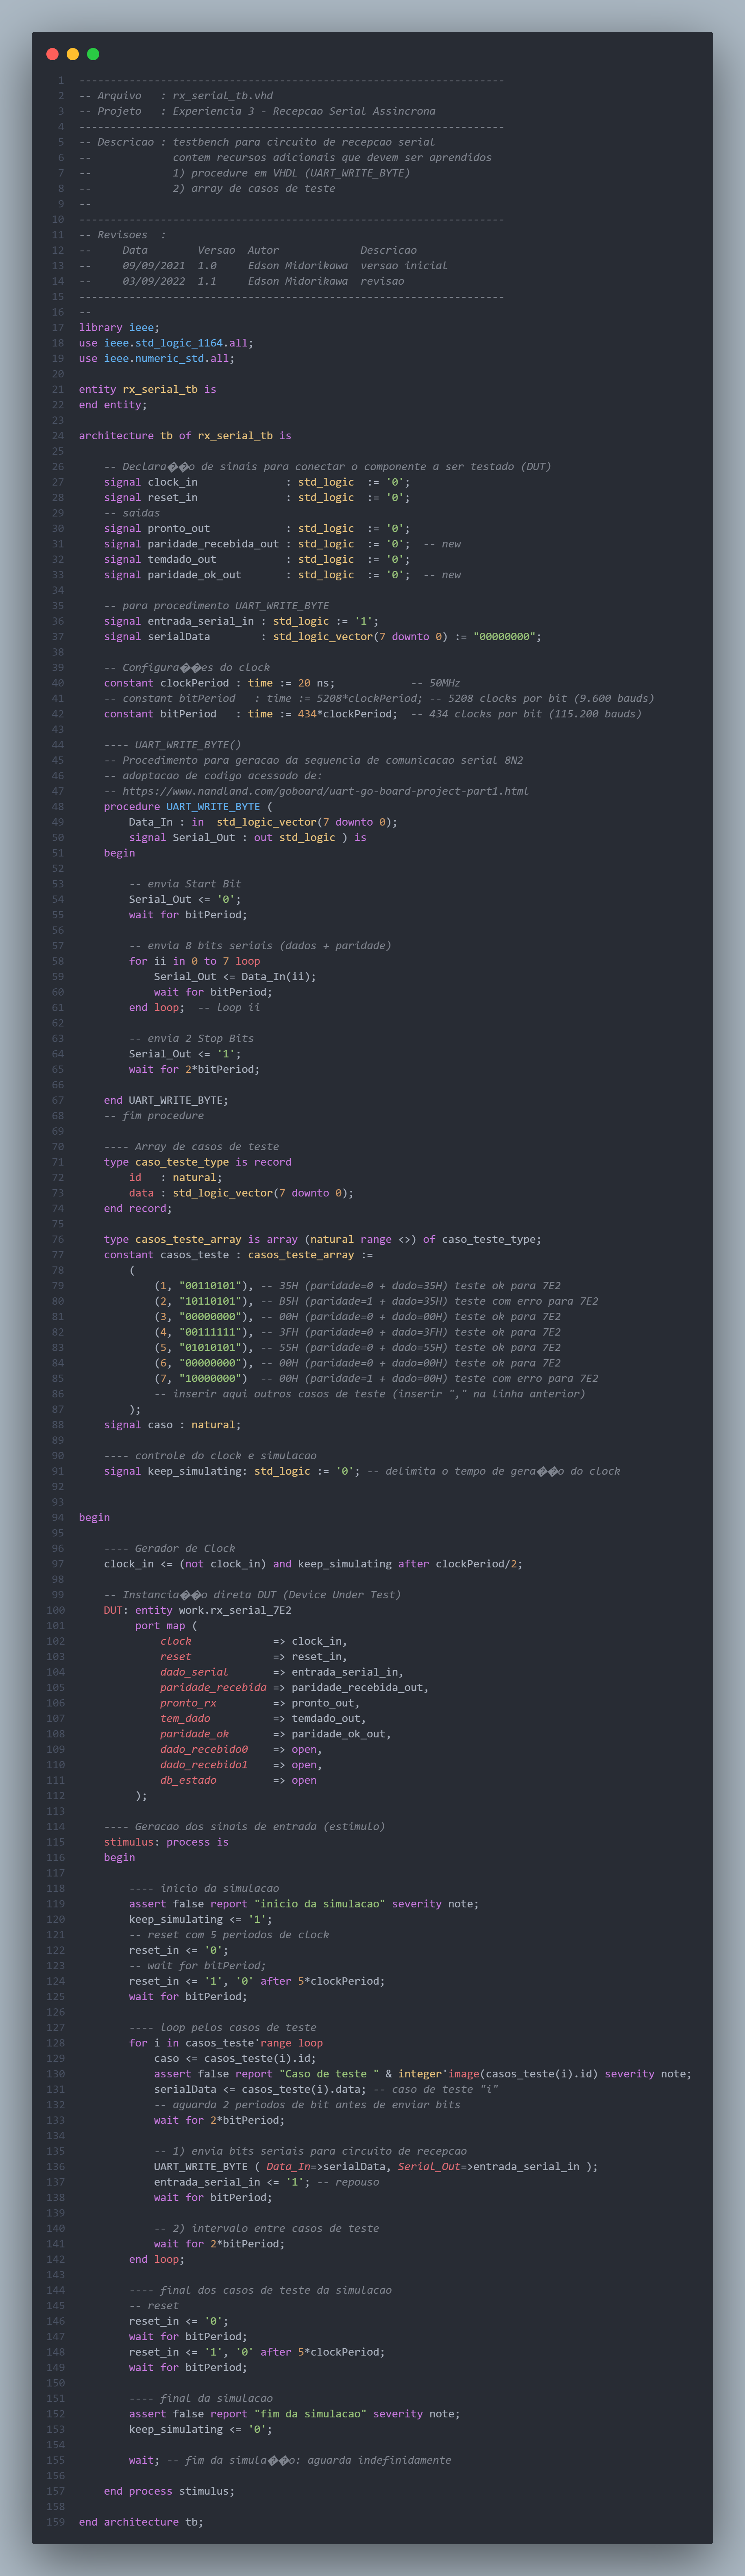 1 -------------------------------------------------------------------
2 -- Arquivo   : rx_serial_tb.vhd
3 -- Projeto   : Experiencia 3 - Recepcao Serial Assincrona
4 -------------------------------------------------------------------
5 -- Descricao : testbench para circuito de recepcao serial
6 --             contem recursos adicionais que devem ser aprendidos
7 --             1) procedure em VHDL (UART_WRITE_BYTE)
8 --             2) array de casos de teste
9 --
10 -------------------------------------------------------------------
11 -- Revisoes  :
12 --     Data        Versao  Autor             Descricao
13 --     09/09/2021  1.0     Edson Midorikawa  versao inicial
14 --     03/09/2022  1.1     Edson Midorikawa  revisao
15 -------------------------------------------------------------------
16 --
17 library ieee;
18 use ieee.std_logic_1164.all;
19 use ieee.numeric_std.all;
20
21 entity rx_serial_tb is
22 end entity;
23
24 architecture tb of rx_serial_tb is
25
26     -- Declara��o de sinais para conectar o componente a ser testado (DUT)
27     signal clock_in              : std_logic  := '0';
28     signal reset_in              : std_logic  := '0';
29     -- saidas
30     signal pronto_out            : std_logic  := '0';
31     signal paridade_recebida_out : std_logic  := '0';  -- new
32     signal temdado_out           : std_logic  := '0';
33     signal paridade_ok_out       : std_logic  := '0';  -- new
34
35     -- para procedimento UART_WRITE_BYTE
36     signal entrada_serial_in : std_logic := '1';
37     signal serialData        : std_logic_vector(7 downto 0) := "00000000";
38
39     -- Configura��es do clock
40     constant clockPeriod : time := 20 ns;            -- 50MHz
41     -- constant bitPeriod   : time := 5208*clockPeriod; -- 5208 clocks por bit (9.600 bauds)
42     constant bitPeriod   : time := 434*clockPeriod;  -- 434 clocks por bit (115.200 bauds)
43
44     ---- UART_WRITE_BYTE()
45     -- Procedimento para geracao da sequencia de comunicacao serial 8N2
46     -- adaptacao de codigo acessado de:
47     -- https://www.nandland.com/goboard/uart-go-board-project-part1.html
48     procedure UART_WRITE_BYTE (
49         Data_In : in  std_logic_vector(7 downto 0);
50         signal Serial_Out : out std_logic ) is
51     begin
52
53         -- envia Start Bit
54         Serial_Out <= '0';
55         wait for bitPeriod;
56
57         -- envia 8 bits seriais (dados + paridade)
58         for ii in 0 to 7 loop
59             Serial_Out <= Data_In(ii);
60             wait for bitPeriod;
61         end loop;  -- loop ii
62
63         -- envia 2 Stop Bits
64         Serial_Out <= '1';
65         wait for 2*bitPeriod;
66
67     end UART_WRITE_BYTE;
68     -- fim procedure
69
70     ---- Array de casos de teste
71     type caso_teste_type is record
72         id   : natural;
73         data : std_logic_vector(7 downto 0);
74     end record;
75
76     type casos_teste_array is array (natural range <>) of caso_teste_type;
77     constant casos_teste : casos_teste_array :=
78         (
79             (1, "00110101"), -- 35H (paridade=0 + dado=35H) teste ok para 7E2
80             (2, "10110101"), -- B5H (paridade=1 + dado=35H) teste com erro para 7E2
81             (3, "00000000"), -- 00H (paridade=0 + dado=00H) teste ok para 7E2
82             (4, "00111111"), -- 3FH (paridade=0 + dado=3FH) teste ok para 7E2
83             (5, "01010101"), -- 55H (paridade=0 + dado=55H) teste ok para 7E2
84             (6, "00000000"), -- 00H (paridade=0 + dado=00H) teste ok para 7E2
85             (7, "10000000")  -- 00H (paridade=1 + dado=00H) teste com erro para 7E2
86             -- inserir aqui outros casos de teste (inserir "," na linha anterior)
87         );
88     signal caso : natural;
89
90     ---- controle do clock e simulacao
91     signal keep_simulating: std_logic := '0'; -- delimita o tempo de gera��o do clock
92
93
94 begin
95
96     ---- Gerador de Clock
97     clock_in <= (not clock_in) and keep_simulating after clockPeriod/2;
98
99     -- Instancia��o direta DUT (Device Under Test)
100     DUT: entity work.rx_serial_7E2
101          port map (
102              clock             => clock_in,
103              reset             => reset_in,
104              dado_serial       => entrada_serial_in,
105              paridade_recebida => paridade_recebida_out,
106              pronto_rx         => pronto_out,
107              tem_dado          => temdado_out,
108              paridade_ok       => paridade_ok_out,
109              dado_recebido0    => open,
110              dado_recebido1    => open,
111              db_estado         => open
112          );
113
114     ---- Geracao dos sinais de entrada (estimulo)
115     stimulus: process is
116     begin
117
118         ---- inicio da simulacao
119         assert false report "inicio da simulacao" severity note;
120         keep_simulating <= '1';
121         -- reset com 5 periodos de clock
122         reset_in <= '0';
123         -- wait for bitPeriod;
124         reset_in <= '1', '0' after 5*clockPeriod;
125         wait for bitPeriod;
126
127         ---- loop pelos casos de teste
128         for i in casos_teste'range loop
129             caso <= casos_teste(i).id;
130             assert false report "Caso de teste " & integer'image(casos_teste(i).id) severity note;
131             serialData <= casos_teste(i).data; -- caso de teste "i"
132             -- aguarda 2 periodos de bit antes de enviar bits
133             wait for 2*bitPeriod;
134
135             -- 1) envia bits seriais para circuito de recepcao
136             UART_WRITE_BYTE ( Data_In=>serialData, Serial_Out=>entrada_serial_in );
137             entrada_serial_in <= '1'; -- repouso
138             wait for bitPeriod;
139
140             -- 2) intervalo entre casos de teste
141             wait for 2*bitPeriod;
142         end loop;
143
144         ---- final dos casos de teste da simulacao
145         -- reset
146         reset_in <= '0';
147         wait for bitPeriod;
148         reset_in <= '1', '0' after 5*clockPeriod;
149         wait for bitPeriod;
150
151         ---- final da simulacao
152         assert false report "fim da simulacao" severity note;
153         keep_simulating <= '0';
154
155         wait; -- fim da simula��o: aguarda indefinidamente
156
157     end process stimulus;
158
159 end architecture tb;